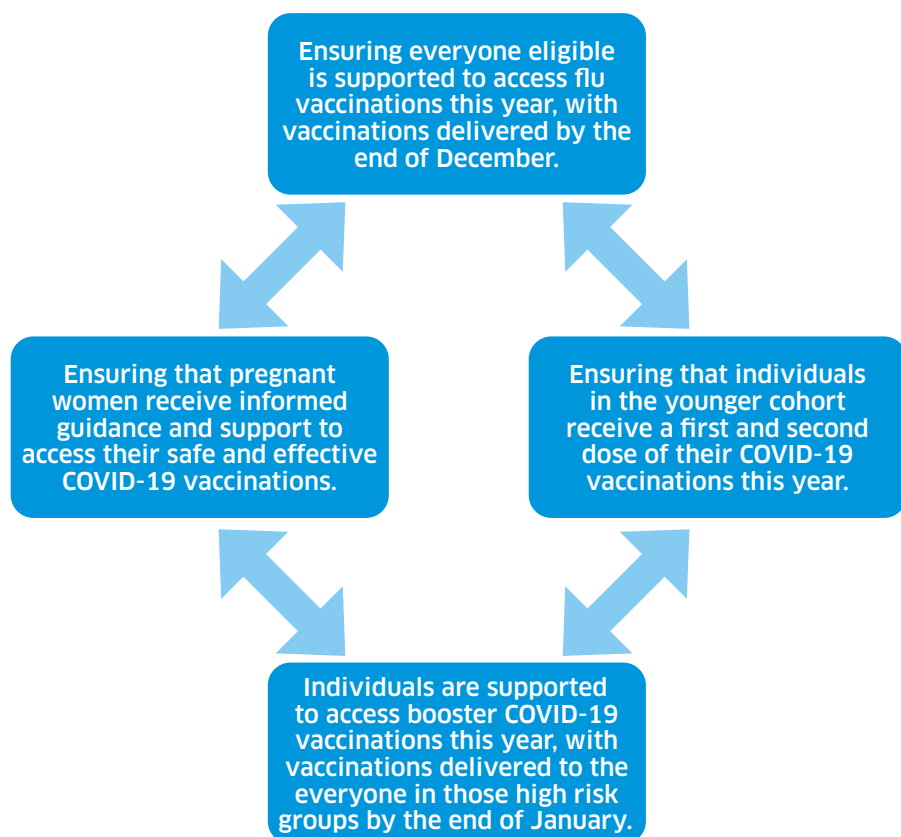 Ensuring everyone eligible
is supported to access flu
vaccinations this year, with
vaccinations delivered by the
end of December.
Ensuring that pregnant
women receive informed
guidance and support to
access their safe and effective
COVID-19 vaccinations.
Ensuring that individuals
in the younger cohort
receive a first and second
dose of their COVID-19
vaccinations this year.
Individuals are supported
to access booster COVID-19
vaccinations this year, with
vaccinations delivered to the
everyone in those high risk
groups by the end of January.